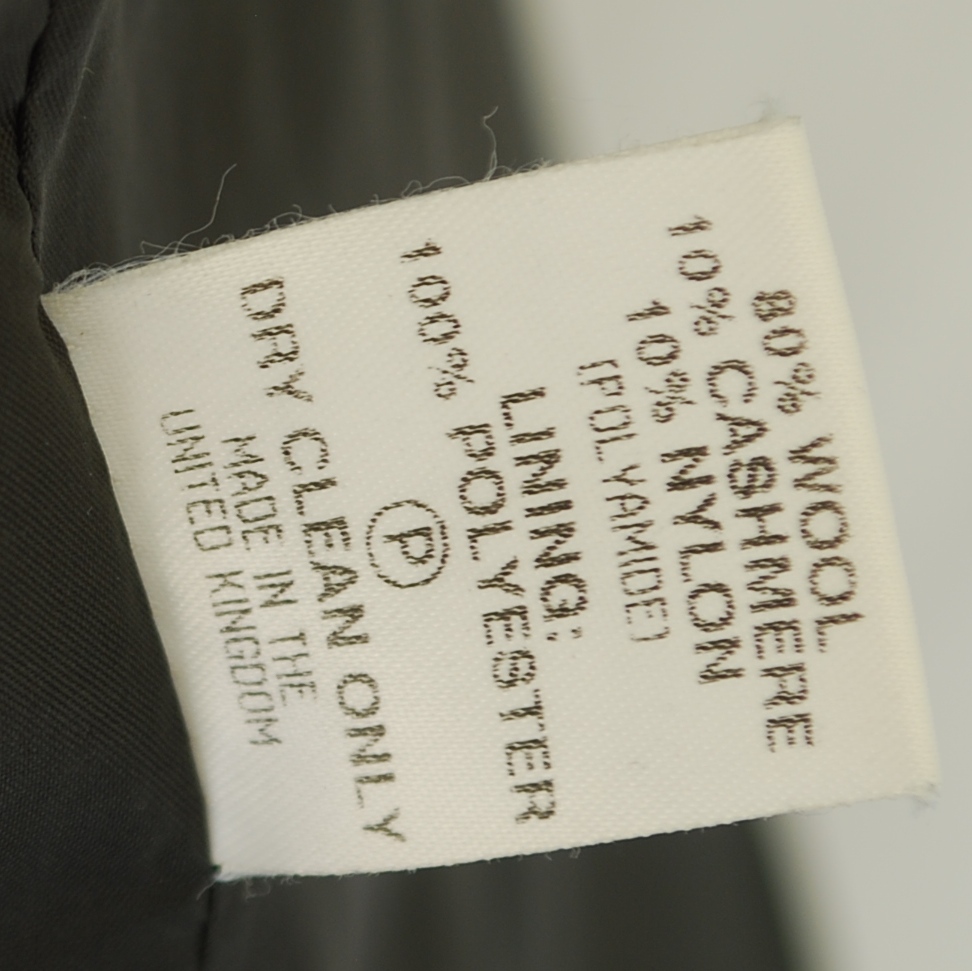 80% WOOL
10% CASHMERE
10% NYLON
(POLYAMIDE)
LINING:
100% POLYESTER
P
DRY CLEAN ONLY
MADE IN THE
UNITED KINGDOM